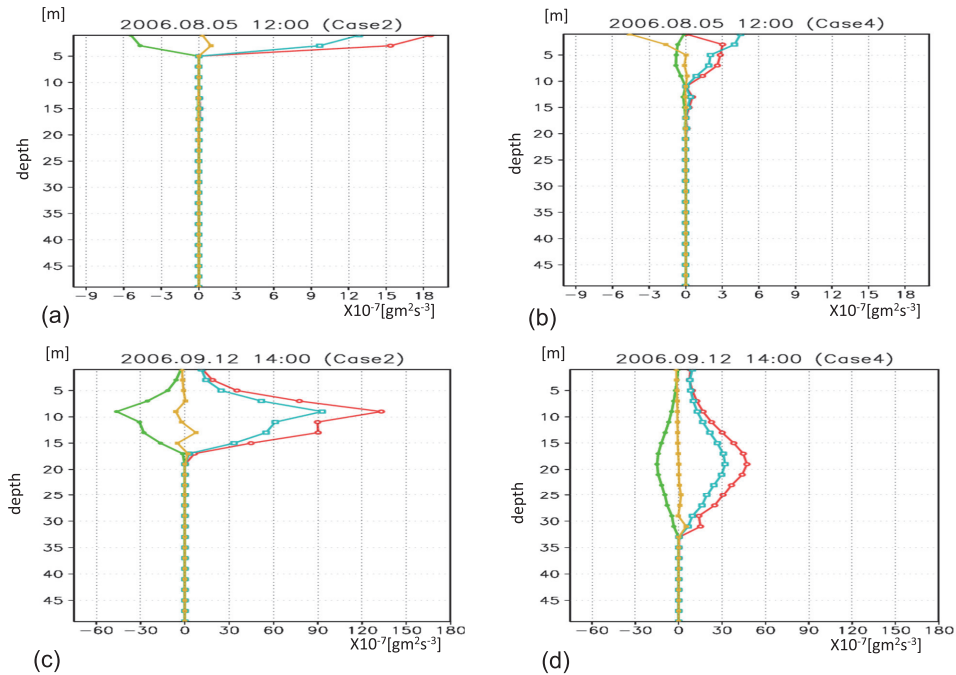 [m]
2006.08.05 12:00 (Case2)
5
10
15
20
25
30
35
40
45
depth
−9 −6 −3 0 3 6 9 12 15 18
X10-7[gm2s-3]
(a)
[m]
2006.08.05 12:00 (Case4)
5
10
15
20
25
30
35
40
45
depth
−9 −6 −3 0 3 6 9 12 15 18
X10-7[gm2s-3]
(b)
[m]
2006.09.12 14:00 (Case2)
5
10
15
20
25
30
35
40
45
depth
−60 −30 0 30 60 90 120 150 180
X10-7[gm2s-3]
(c)
[m]
2006.09.12 14:00 (Case4)
5
10
15
20
25
30
35
40
45
depth
−60 −30 0 30 60 90 120 150 180
X10-7[gm2s-3]
(d)